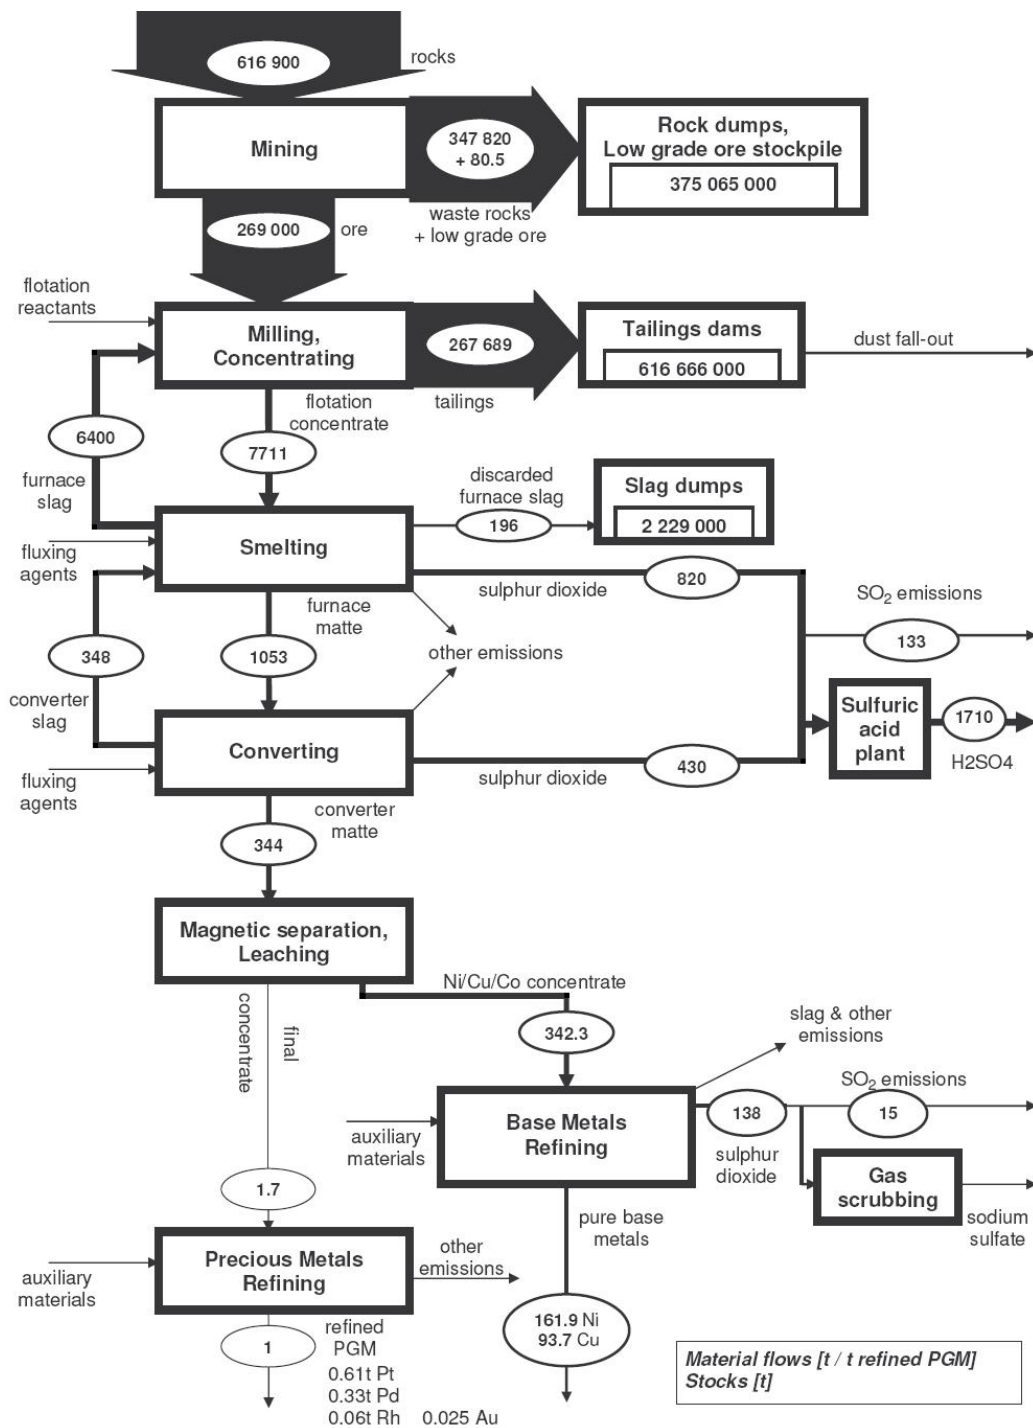 616 900
rocks
Mining
347 820
+ 80.5
Rock dumps,
Low grade ore stockpile
375 065 000
waste rocks
+ low grade ore
269 000
ore
flotation
reactants
Milling,
Concentrating
267 689
Tailings dams
616 666 000
dust fall-out
tailings
flotation
concentrate
6400
7711
furnace
slag
discarded
furnace slag
196
Slag dumps
2 229 000
Smelting
fluxing
agents
sulphur dioxide
820
SO2 emissions
133
furnace
matte
348
1053
other emissions
converter
slag
Converting
Sulfuric
acid
plant
1710
H2SO4
fluxing
agents
sulphur dioxide
430
converter
matte
344
Magnetic separation,
Leaching
Ni/Cu/Co concentrate
final
concentrate
342.3
slag & other
emissions
SO2 emissions
Base Metals
Refining
138
15
auxiliary
materials
sulphur
dioxide
Gas
scrubbing
1.7
pure base
metals
sodium
sulfate
Precious Metals
Refining
other
emissions
auxiliary
materials
161.9 Ni
93.7 Cu
1
refined
PGM
0.61t Pt
0.33t Pd
0.06t Rh 0.025 Au
Material flows [t / t refined PGM]
Stocks [t]